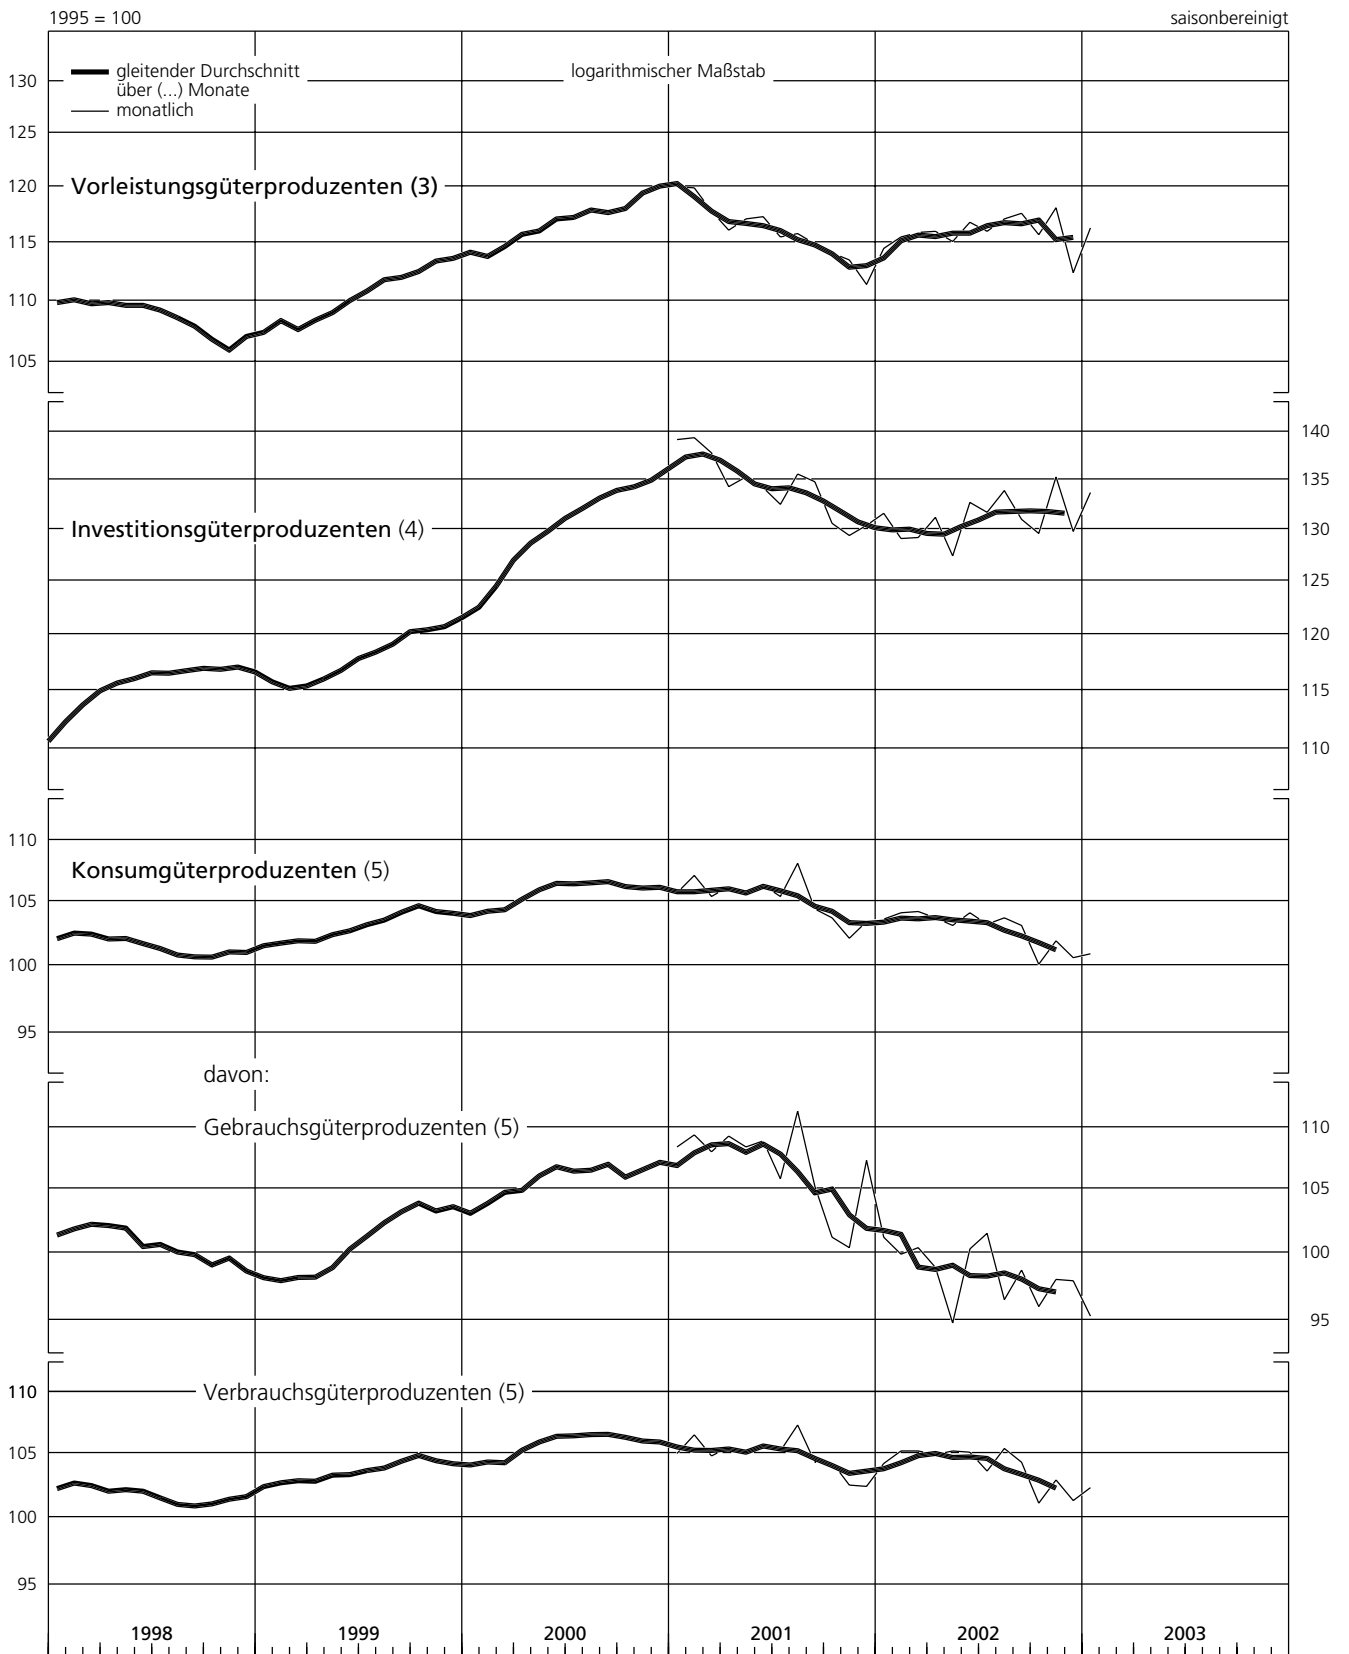 1995 = 100 saisonbereinigt
gleitender Durchschnitt
über (...) Monate
monatlich
logarithmischer Maßstab
130
125
120
115
110
105
Vorleistungsgüterproduzenten (3)
140
135
130
125
120
115
110
Investitionsgüterproduzenten (4)
110
105
100
95
Konsumgüterproduzenten (5)
davon:
Gebrauchsgüterproduzenten (5)
110
105
100
95
Verbrauchsgüterproduzenten (5)
110
105
100
95
1998 1999 2000 2001 2002 2003